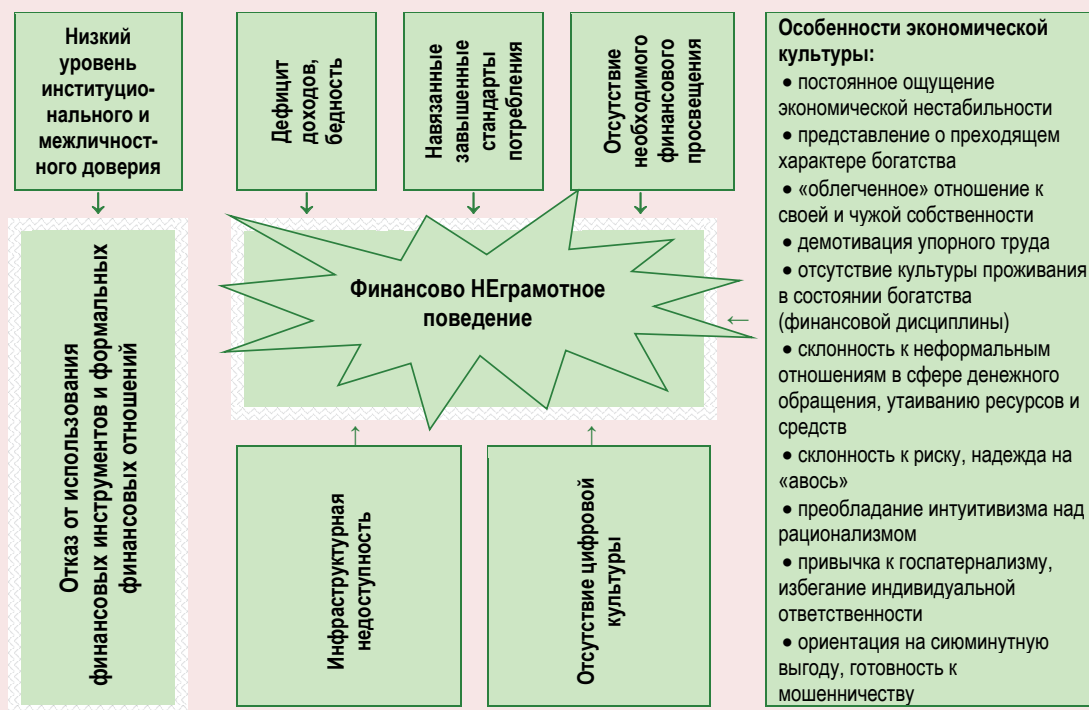 Низкий
уровень
институцио-
нального и
межличност-
ного доверия
Дефицит
доходов,
бедность
Навязанные
завышенные
стандарты
потребления
Отсутствие
необходимого
финансового
просвещения
Отказ от использования
финансовых инструментов и формальных
финансовых отношений
Финансово НЕграмотное
поведение
Инфраструктурная
недоступность
Отсутствие цифровой
культуры
Особенности экономической
культуры:
• постоянное ощущение
экономической нестабильности
• представление о преходящем
характере богатства
• «облегченное» отношение к
своей и чужой собственности
• демотивация упорного труда
• отсутствие культуры проживания
в состоянии богатства
(финансовой дисциплины)
• склонность к неформальным
отношениям в сфере денежного
обращения, утаиванию ресурсов и
средств
• склонность к риску, надежда на
«авось»
• преобладание интуитивизма над
рационализмом
• привычка к госпатернализму,
избегание индивидуальной
ответственности
• ориентация на сиюминутную
выгоду, готовность к
мошенничеству